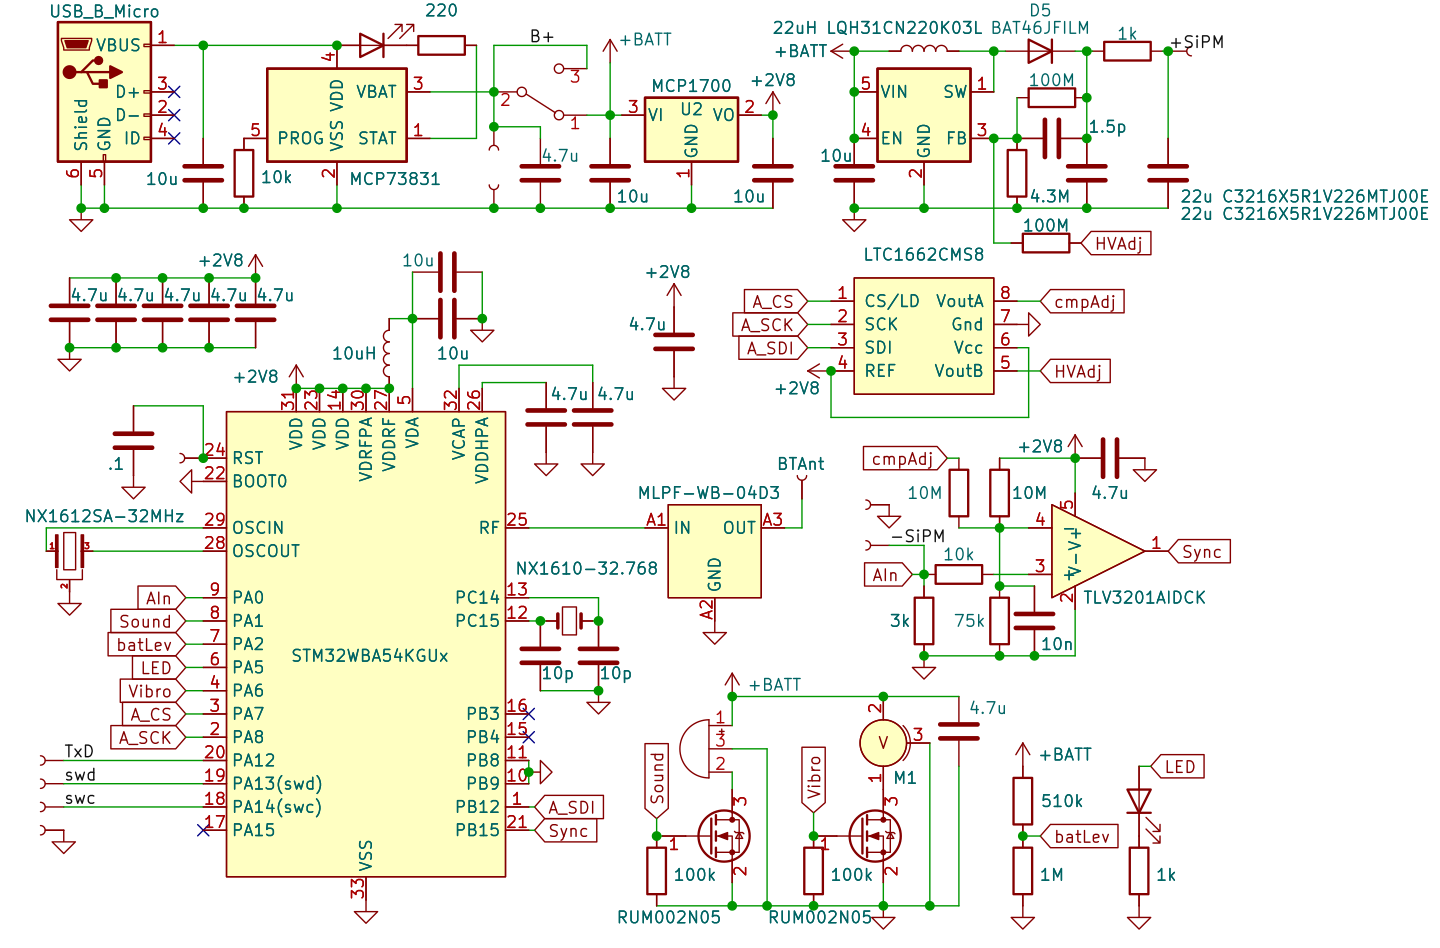 USB_B_Micro
220
VBUS 1
D+ 3
D- 2
ID 4
Shield
GND
6
5
10u
4
VDD
VBAT 3
5 PROG
VSS
STAT 1
2
10k
MCP73831
B+
3
2
1
4.7u
+BATT
10u
MCP1700
3 VI
U2
VO 2
GND
1
+2V8
10u
D5
22uH LQH31CN220K03L BAT46JFILM
+BATT
1k
+SiPM
5 VIN
SW 1
100M
4 EN
FB 3
1.5p
GND
2
10u
4.3M
22u C3216X5R1V226MTJ00E
22u C3216X5R1V226MTJ00E
100M
HVAdj
+2V8
4.7u
4.7u
4.7u
4.7u
4.7u
10u
10u
10uH
+2V8
+2V8
4.7u
LTC1662CMS8
A_CS
1 CS/LD
VoutA 8
cmpAdj
A_SCK
2 SCK
Gnd 7
A_SDI
3 SDI
Vcc 6
4 REF
VoutB 5
HVAdj
+2V8
31 VDD
23 VDD
14 VDD
30 VDRFPA
27 VDDRF
5 VDA
32 VCAP
26 VDDHPA
4.7u
4.7u
.1
24 RST
22 BOOT0
NX1612SA-32MHz
1
3
2
29 OSCIN
28 OSCOUT
AIn
9 PA0
Sound
8 PA1
batLev
7 PA2
LED
6 PA5
Vibro
4 PA6
A_CS
3 PA7
A_SCK
2 PA8
TxD
20 PA12
swd
19 PA13(swd)
swc
18 PA14(swc)
17 PA15
STM32WBA54KGUx
VSS
33
RF 25
PC14 13
PC15 12
NX1610-32.768
10p
10p
PB3 16
PB4 15
PB8 11
PB9 10
PB12 1
A_SDI
PB15 21
Sync
MLPF-WB-04D3
BTAnt
A1 IN
OUT A3
GND
A2
cmpAdj
+2V8
10M
10M
4.7u
-SiPM
AIn
10k
3k
75k
10n
4
3
5
2
-
+
V+
V-
1
Sync
TLV3201AIDCK
+BATT
1
3
2
Sound
1
3
2
100k
RUM002N05
Vibro
2
V
3
1
M1
4.7u
1
3
2
100k
RUM002N05
+BATT
510k
batLev
1M
LED
1k